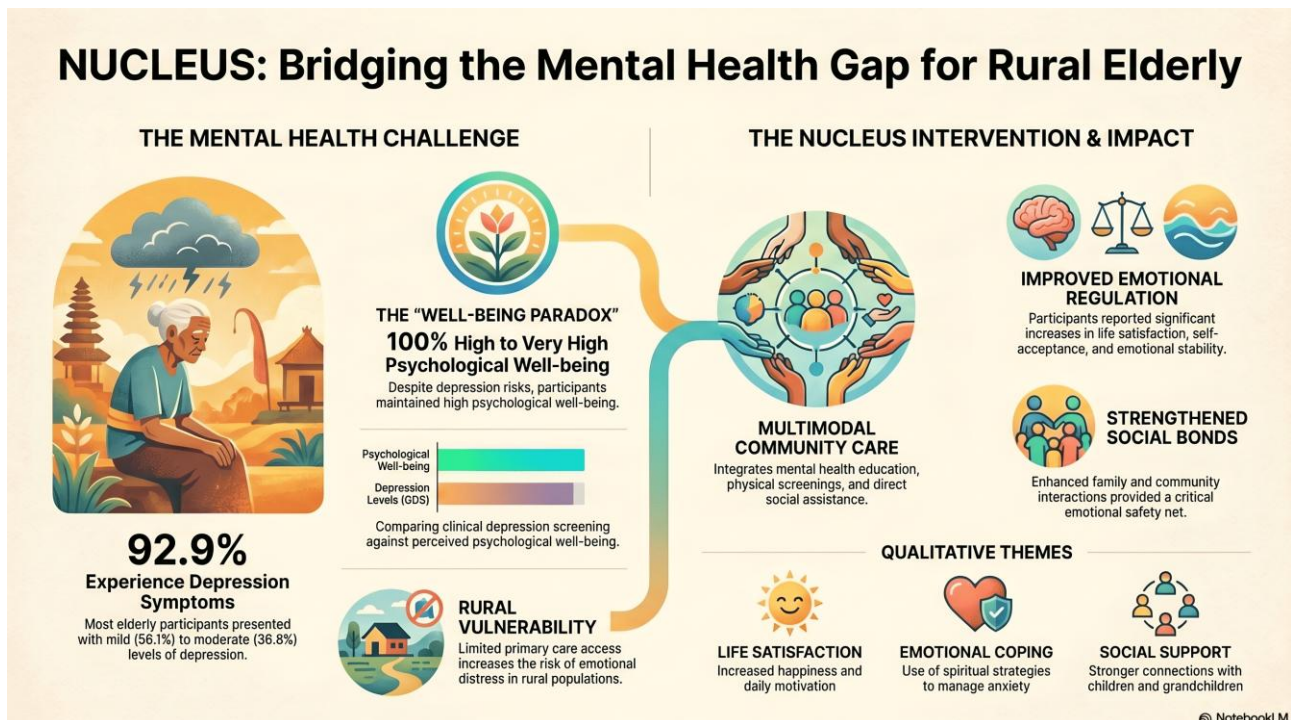 NUCLEUS: Bridging the Mental Health Gap for Rural Elderly
THE MENTAL HEALTH CHALLENGE
92.9%
Experience Depression
Symptoms
Most elderly participants presented
with mild (56.1%) to moderate (36.8%)
levels of depression.
THE “WELL-BEING PARADOX”
100% High to Very High
Psychological Well-being
Despite depression risks, participants
maintained high psychological well-being.
Psychological
Well-being
Depression
Levels (GDS)
Comparing clinical depression screening
against perceived psychological well-being.
RURAL
VULNERABILITY
Limited primary care access
increases the risk of emotional
distress in rural populations.
THE NUCLEUS INTERVENTION & IMPACT
MULTIMODAL
COMMUNITY CARE
Integrates mental health education,
physical screenings, and direct
social assistance.
IMPROVED EMOTIONAL
REGULATION
Participants reported significant
increases in life satisfaction, self-
acceptance, and emotional stability.
STRENGTHENED
SOCIAL BONDS
Enhanced family and community
interactions provided a critical
emotional safety net.
QUALITATIVE THEMES
LIFE SATISFACTION
Increased happiness and
daily motivation
EMOTIONAL COPING
Use of spiritual strategies
to manage anxiety
SOCIAL SUPPORT
Stronger connections with
children and grandchildren
NotebookLM